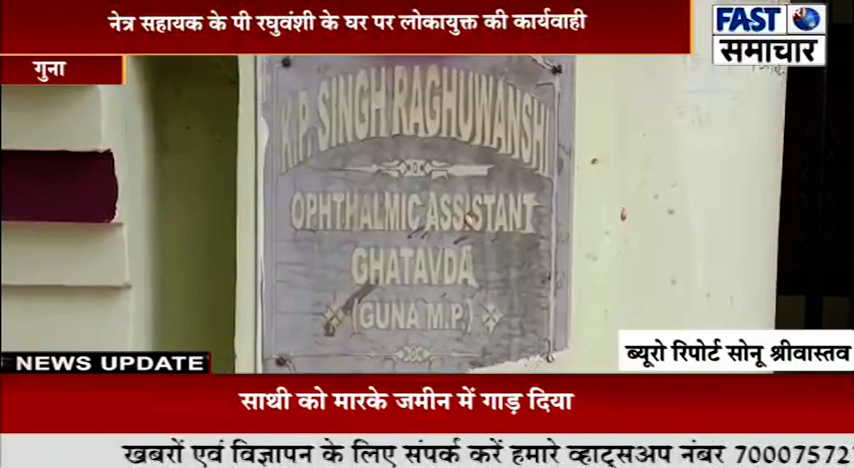 नेत्र सहायक के पी रघुवंशी के घर पर लोकायुक्त की कार्यवाही
FAST
समाचार
गुना
K.P. SINGH RAGHUWANSHI
OPHTHALMIC ASSISTANT
GHATAVDA
(GUNA M.P.)
ब्यूरो रिपोर्ट सोनू श्रीवास्तव
NEWS UPDATE
साथी को मारके जमीन में गाड़ दिया
खबरों एवं विज्ञापन के लिए संपर्क करें हमारे व्हाट्सअप नंबर 700075721